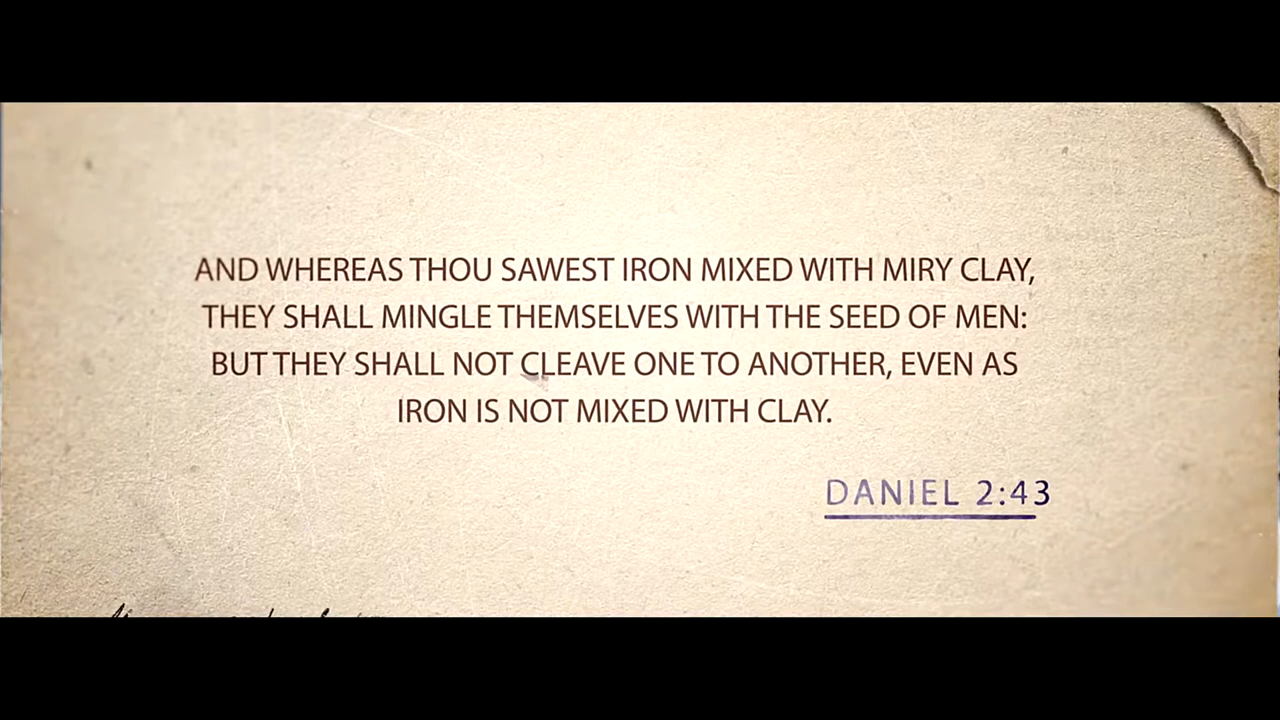 AND WHEREAS THOU SAWEST IRON MIXED WITH MIRY CLAY,
THEY SHALL MINGLE THEMSELVES WITH THE SEED OF MEN:
BUT THEY SHALL NOT CLEAVE ONE TO ANOTHER, EVEN AS
IRON IS NOT MIXED WITH CLAY.
DANIEL 2:43